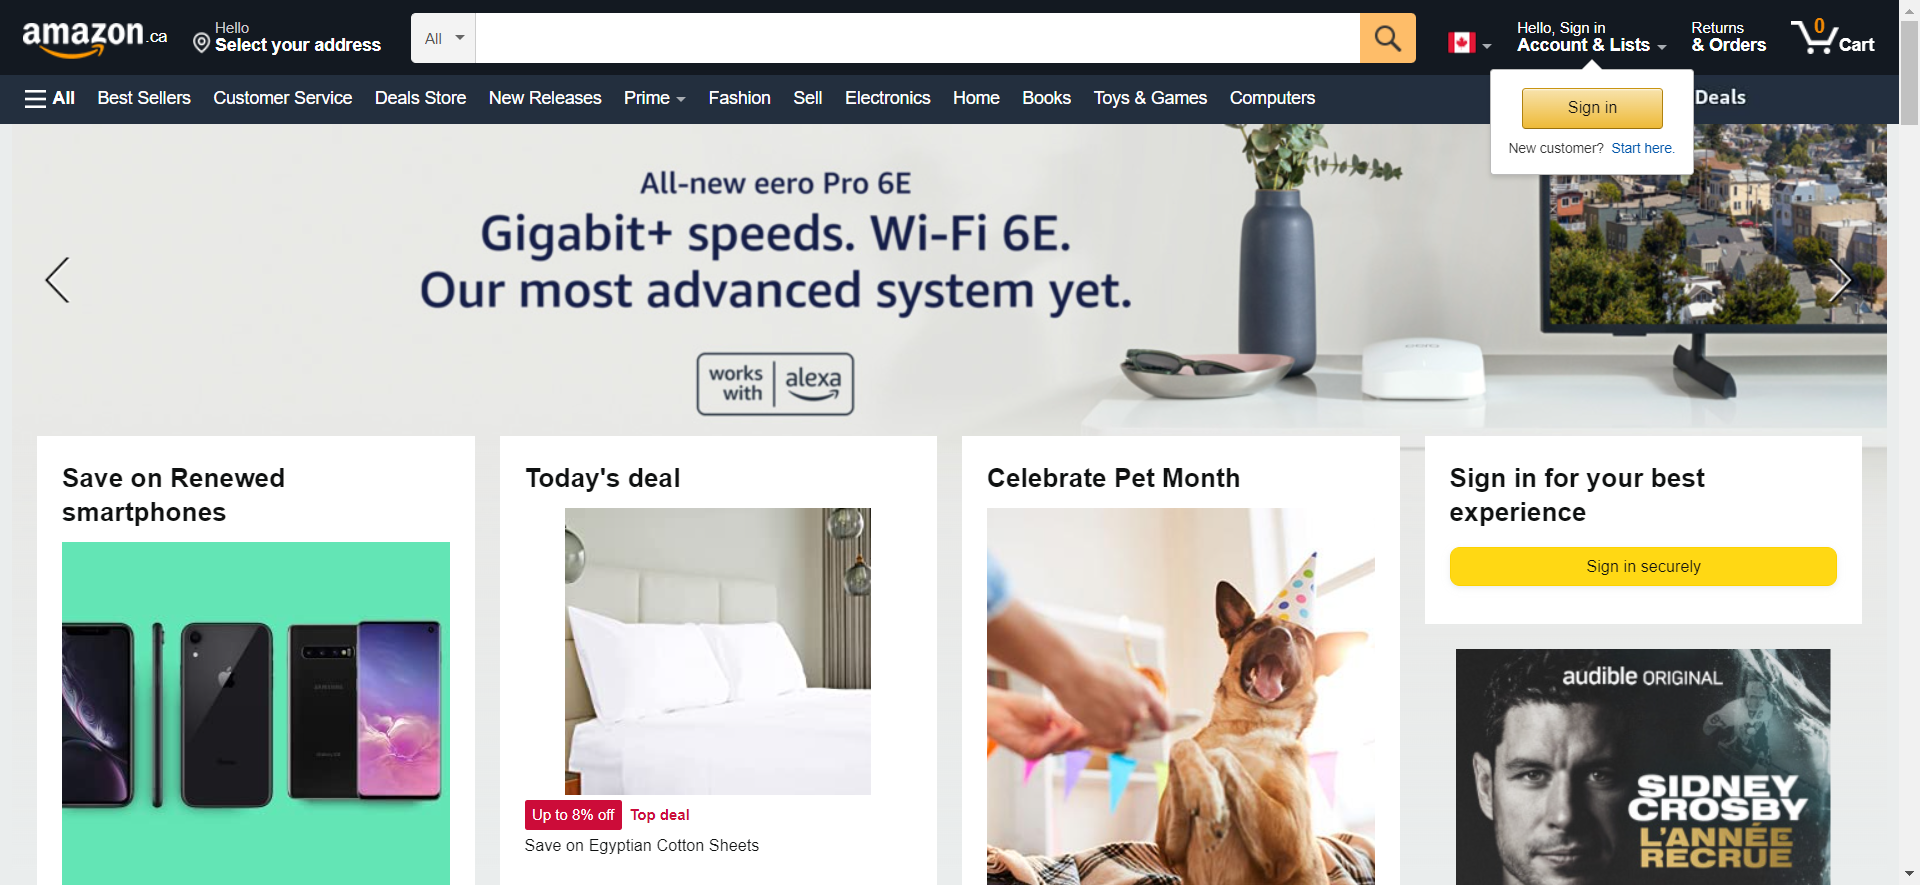 amazon.ca
Hello
Select your address
All
Hello, Sign in
Account & Lists
Returns
& Orders
0
Cart
All
Best Sellers
Customer Service
Deals Store
New Releases
Prime
Fashion
Sell
Electronics
Home
Books
Toys & Games
Computers
Deals
Sign in
New customer? Start here.
All-new eero Pro 6E
Gigabit+ speeds. Wi-Fi 6E.
Our most advanced system yet.
works
with
alexa
eero
Save on Renewed
smartphones
SAMSUNG
Today's deal
Up to 8% off
Top deal
Save on Egyptian Cotton Sheets
Celebrate Pet Month
Sign in for your best
experience
Sign in securely
audible ORIGINAL
SIDNEY
CROSBY
L'ANNÉE
RECRUE